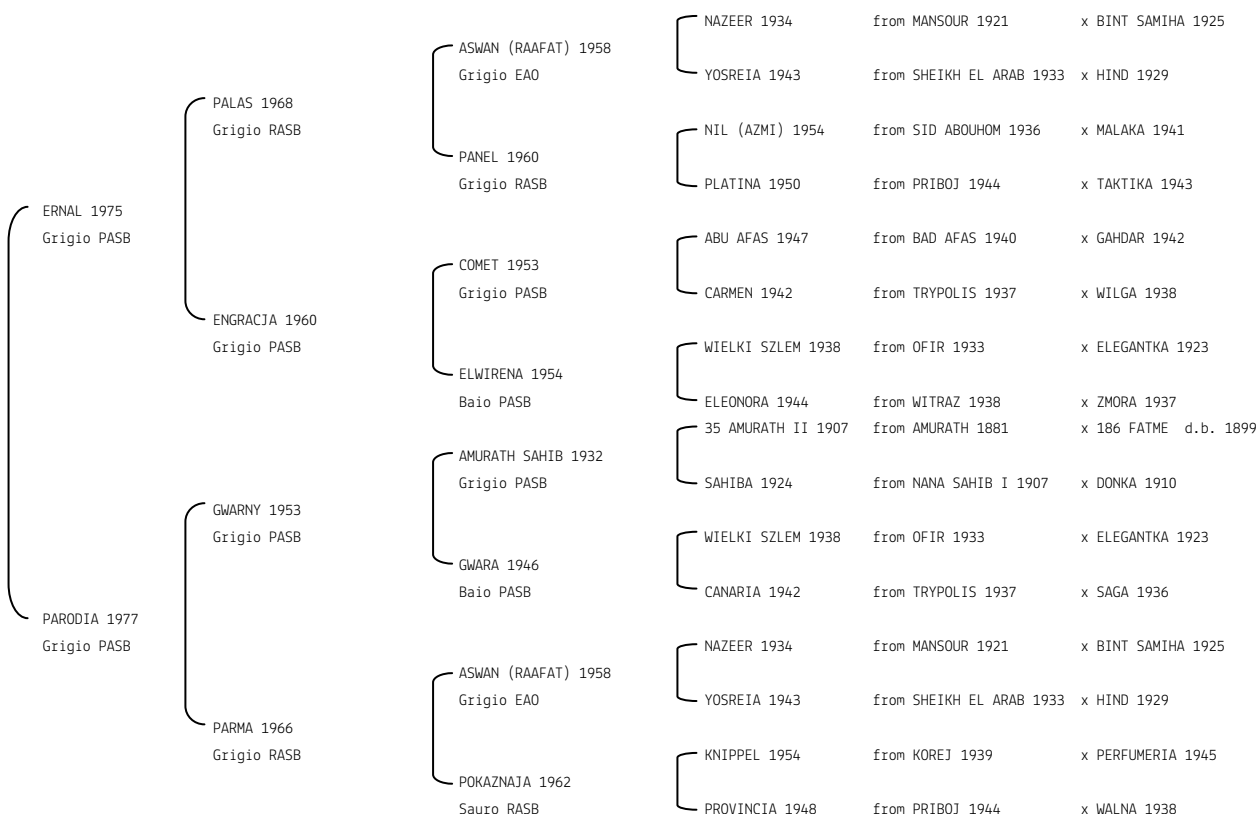 NAZEER 1934 from MANSOUR 1921 x BINT SAMIHA 1925
ASWAN (RAAFAT) 1958
Grigio EAO
YOSREIA 1943 from SHEIKH EL ARAB 1933 x HIND 1929
PALAS 1968
Grigio RASB
NIL (AZMI) 1954 from SID ABOUHOM 1936 x MALAKA 1941
PANEL 1960
Grigio RASB
PLATINA 1950 from PRIBOJ 1944 x TAKTIKA 1943
ERNAL 1975
Grigio PASB
ABU AFAS 1947 from BAD AFAS 1940 x GAHDAR 1942
COMET 1953
Grigio PASB
CARMEN 1942 from TRYPOLIS 1937 x WILGA 1938
ENGRACJA 1960
Grigio PASB
WIELKI SZLEM 1938 from OFIR 1933 x ELEGANTKA 1923
ELWIRENA 1954
Baio PASB
ELEONORA 1944 from WITRAZ 1938 x ZMORA 1937
35 AMURATH II 1907 from AMURATH 1881 x 186 FATME d.b. 1899
AMURATH SAHIB 1932
Grigio PASB
SAHIBA 1924 from NANA SAHIB I 1907 x DONKA 1910
GWARNY 1953
Grigio PASB
WIELKI SZLEM 1938 from OFIR 1933 x ELEGANTKA 1923
GWARA 1946
Baio PASB
CANARIA 1942 from TRYPOLIS 1937 x SAGA 1936
PARODIA 1977
Grigio PASB
NAZEER 1934 from MANSOUR 1921 x BINT SAMIHA 1925
ASWAN (RAAFAT) 1958
Grigio EAO
YOSREIA 1943 from SHEIKH EL ARAB 1933 x HIND 1929
PARMA 1966
Grigio RASB
KNIPPEL 1954 from KOREJ 1939 x PERFUMERIA 1945
POKAZNAJA 1962
Sauro RASB
PROVINCIA 1948 from PRIBOJ 1944 x WALNA 1938